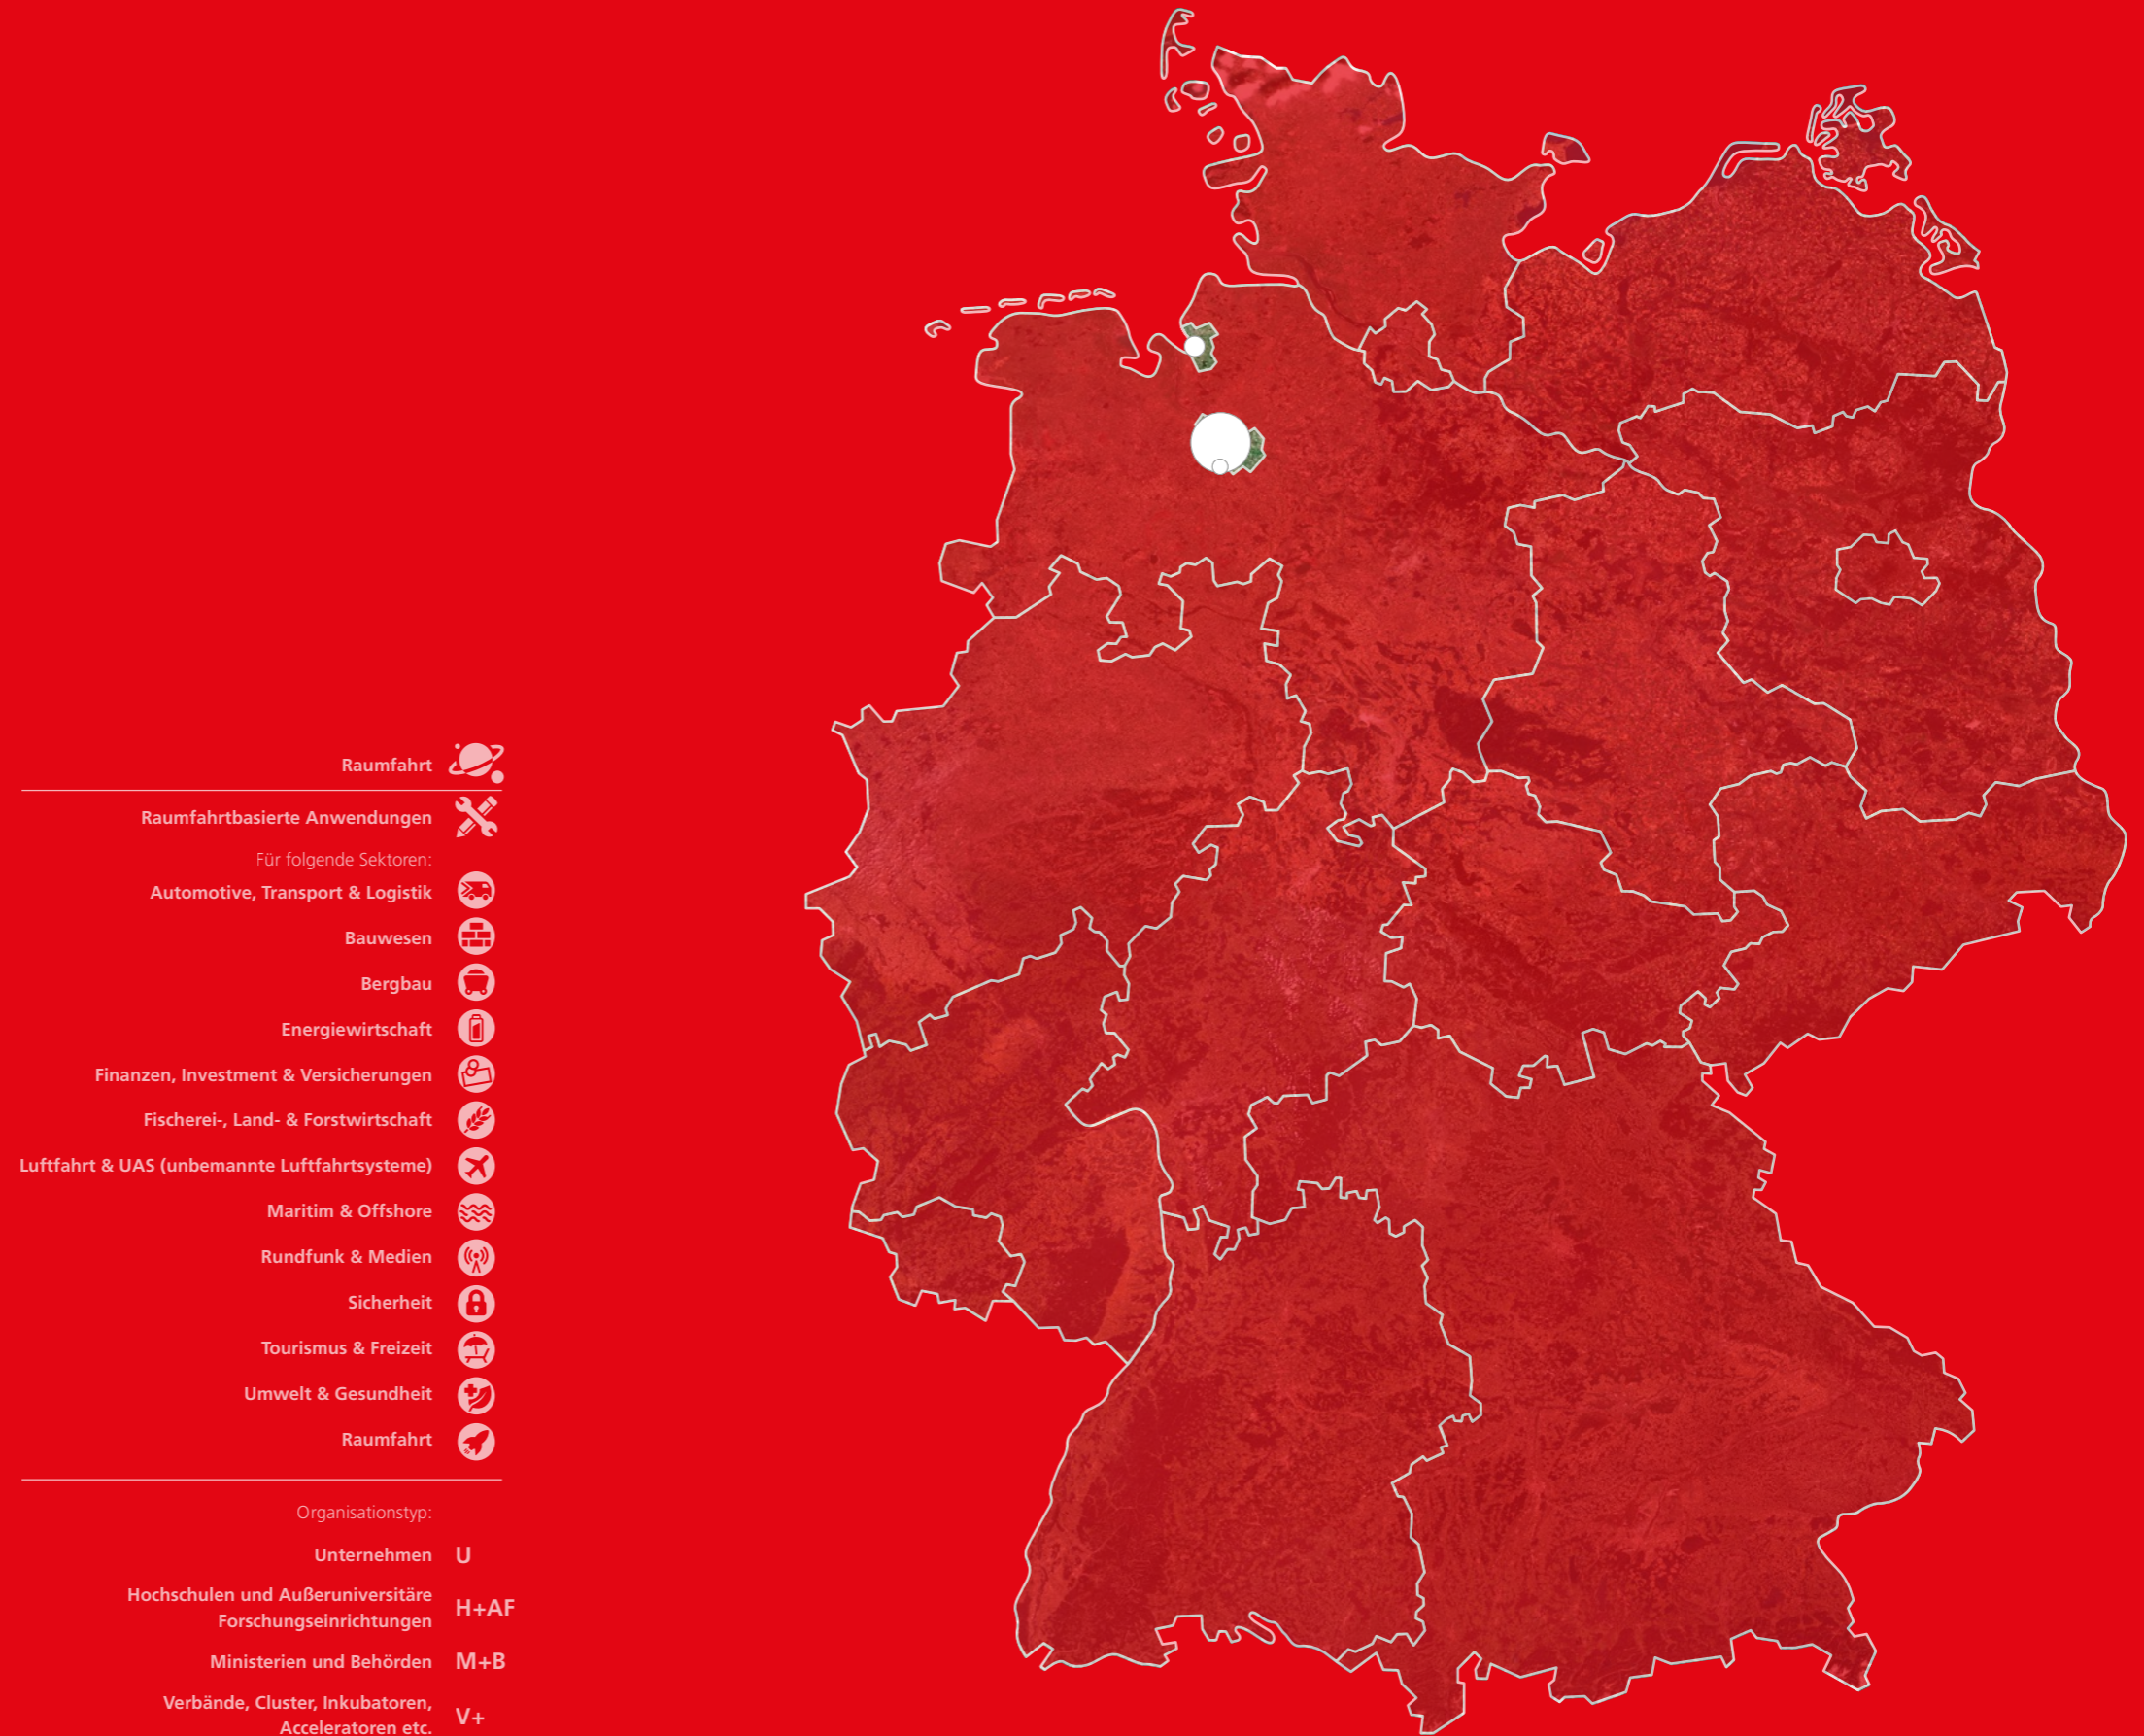 Raumfahrt
Raumfahrtbasierte Anwendungen
Für folgende Sektoren:
Automotive, Transport & Logistik
Bauwesen
Bergbau
Energiewirtschaft
Finanzen, Investment & Versicherungen
Fischerei-, Land- & Forstwirtschaft
Luftfahrt & UAS (unbemannte Luftfahrtsysteme)
Maritim & Offshore
Rundfunk & Medien
Sicherheit
Tourismus & Freizeit
Umwelt & Gesundheit
Raumfahrt
Organisationstyp:
Unternehmen U
Hochschulen und Außeruniversitäre
Forschungseinrichtungen H+AF
Ministerien und Behörden M+B
Verbände, Cluster, Inkubatoren,
Acceleratoren etc. V+